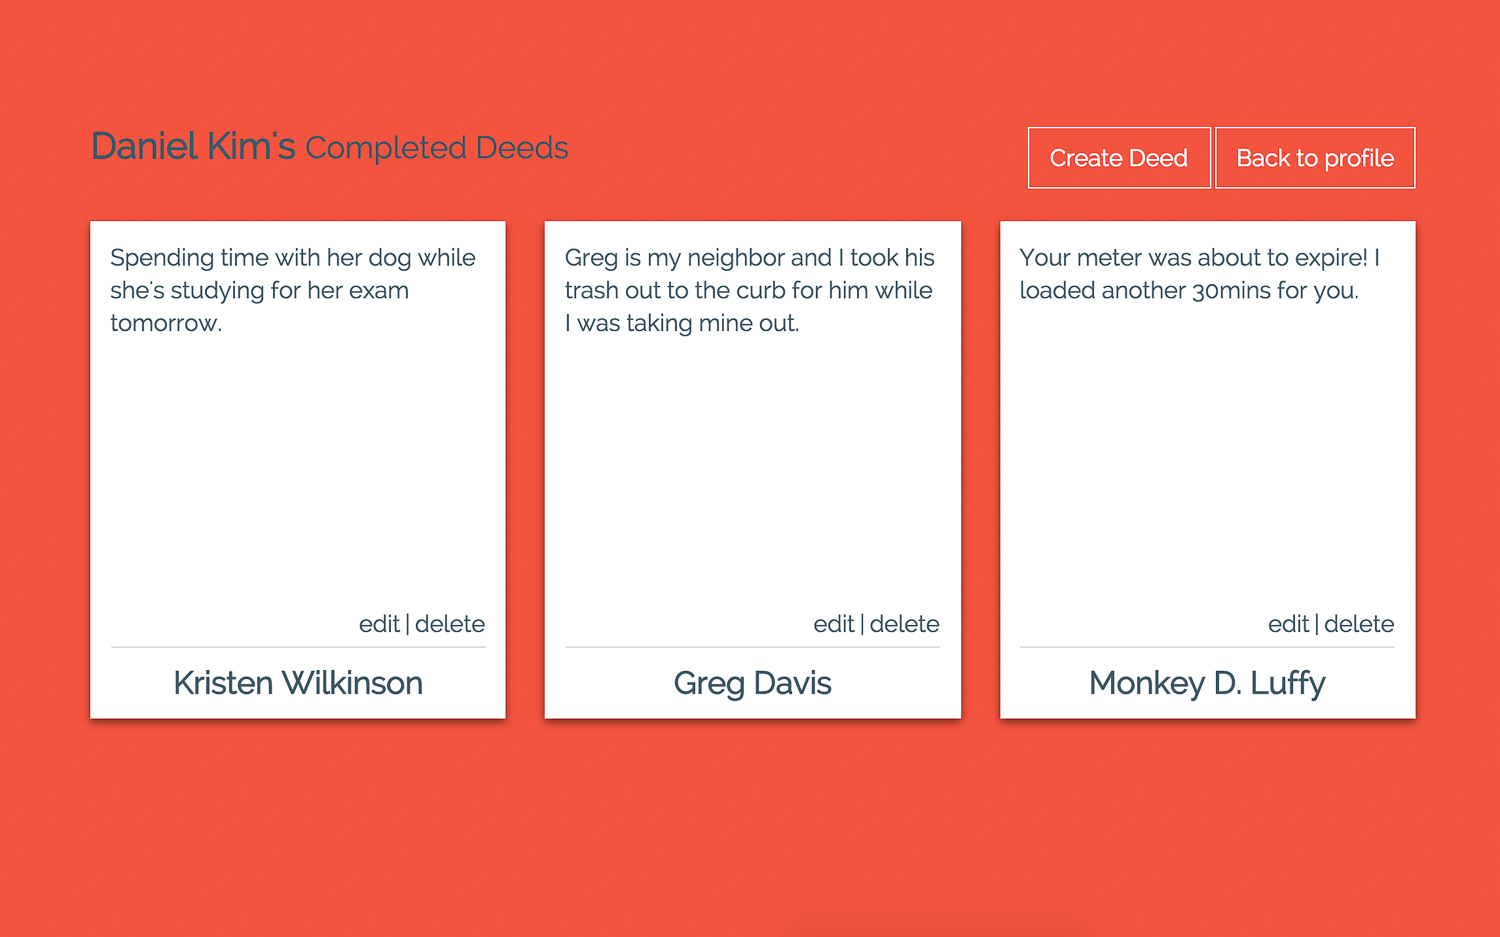 Daniel Kim's Completed Deeds
Create Deed
Back to profile
Spending time with her dog while
she's studying for her exam
tomorrow.
edit | delete
Kristen Wilkinson
Greg is my neighbor and I took his
trash out to the curb for him while
I was taking mine out.
edit | delete
Greg Davis
Your meter was about to expire! I
loaded another 30mins for you.
edit | delete
Monkey D. Luffy